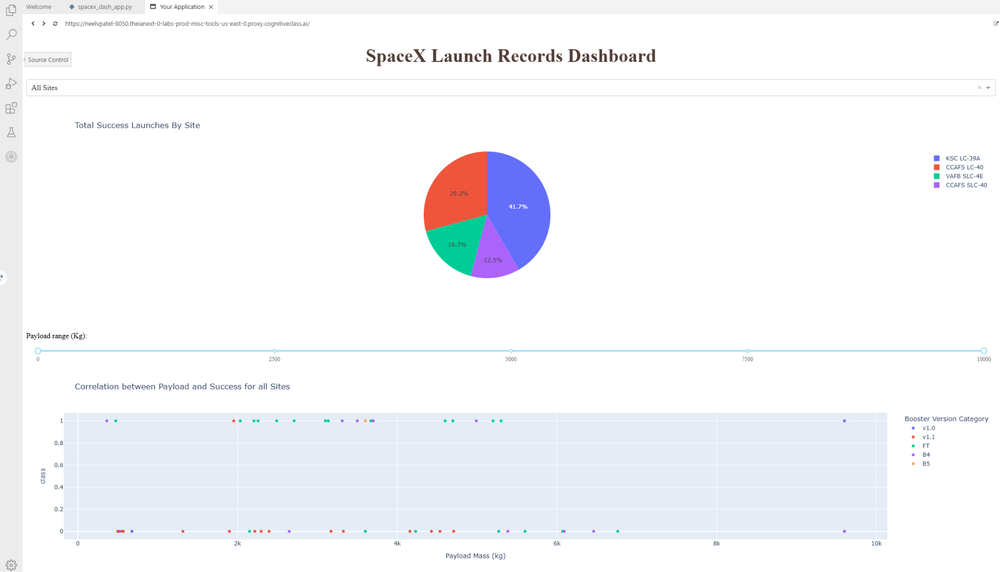 Welcome
spacex_dash_app.py
Your Application
https://neelvpatel-8050.theianext-0-labs-prod-misc-tools-us-east-0.proxy.cognitiveclass.ai/
SpaceX Launch Records Dashboard
Source Control
All Sites
Total Success Launches By Site
KSC LC-39A
CCAFS LC-40
VAFB SLC-4E
CCAFS SLC-40
29.2%
41.7%
16.7%
12.5%
Payload range (Kg):
0 2500 5000 7500 10000
Correlation between Payload and Success for all Sites
Booster Version Category
v1.0
v1.1
FT
B4
B5
1
0.8
0.6
class
0.4
0.2
0
0 2k 4k 6k 8k 10k
Payload Mass (kg)